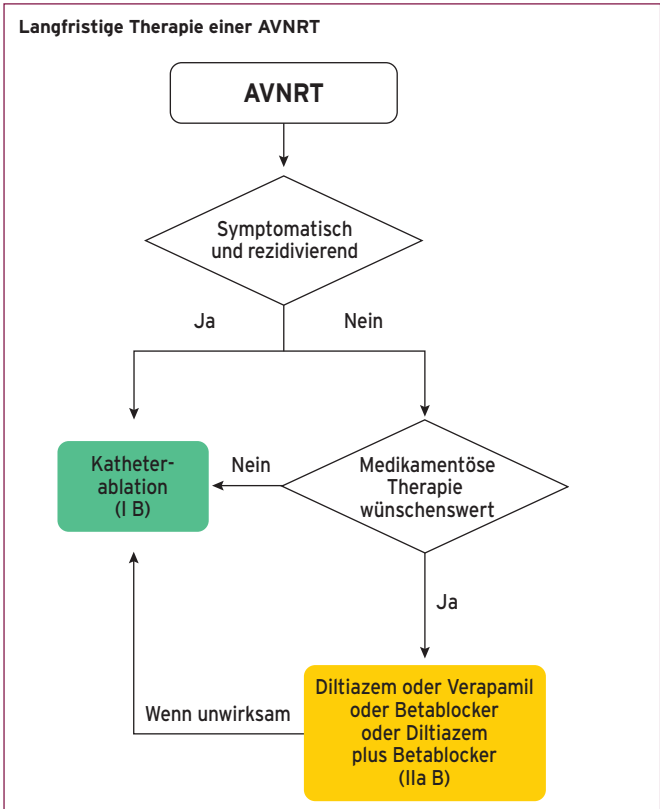 Langfristige Therapie einer AVNRT
AVNRT
Symptomatisch
und rezidivierend
Ja
Nein
Katheter-
ablation
(I B)
Nein
Medikamentöse
Therapie
wünschenswert
Ja
Wenn unwirksam
Diltiazem oder Verapamil
oder Betablocker
oder Diltiazem
plus Betablocker
(IIa B)